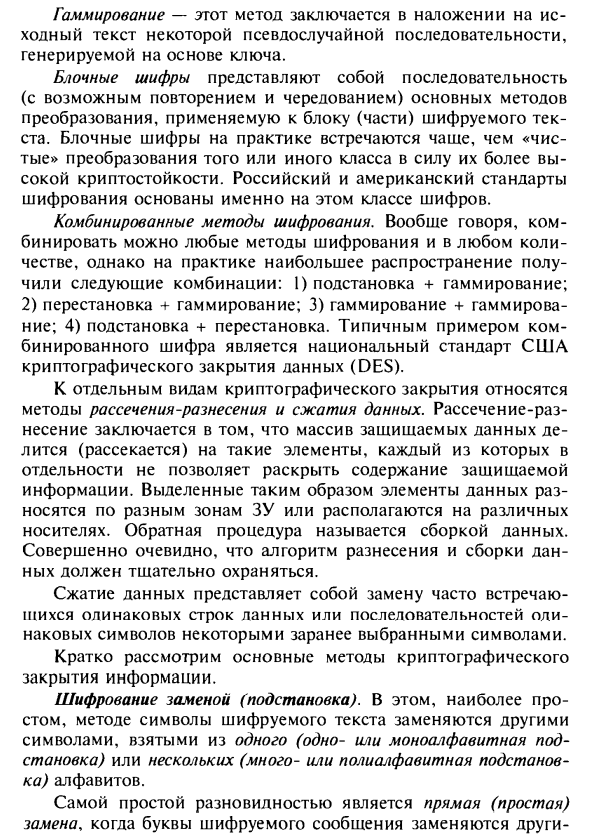 Гаммирование — этот метод заключается в наложении на ис-
ходный текст некоторой псевдослучайной последовательности,
генерируемой на основе ключа.
Блочные шифры представляют собой последовательность
(с возможным повторением и чередованием) основных методов
преобразования, применяемую к блоку (части) шифруемого тек-
ста. Блочные шифры на практике встречаются чаще, чем «чис-
тые» преобразования того или иного класса в силу их более вы-
сокой криптостойкости. Российский и американский стандарты
шифрования основаны именно на этом классе шифров.
Комбинированные методы шифрования. Вообще говоря, ком-
бинировать можно любые методы шифрования и в любом коли-
честве, однако на практике наибольшее распространение полу-
чили следующие комбинации: 1) подстановка + гаммирование;
2) перестановка + гаммирование; 3) гаммирование + гаммирова-
ние; 4) подстановка + перестановка. Типичным примером ком-
бинированного шифра является национальный стандарт США
криптографического закрытия данных (DES).
К отдельным видам криптографического закрытия относятся
методы рассечения-разнесения и сжатия данных. Рассечение-раз-
несение заключается в том, что массив защищаемых данных де-
лится (рассекается) на такие элементы, каждый из которых в
отдельности не позволяет раскрыть содержание защищаемой
информации. Выделенные таким образом элементы данных раз-
носятся по разным зонам ЗУ или располагаются на различных
носителях. Обратная процедура называется сборкой данных.
Совершенно очевидно, что алгоритм разнесения и сборки дан-
ных должен тщательно охраняться.
Сжатие данных представляет собой замену часто встречаю-
щихся одинаковых строк данных или последовательностей оди-
наковых символов некоторыми заранее выбранными символами.
Кратко рассмотрим основные методы криптографического
закрытия информации.
Шифрование заменой (подстановка). В этом, наиболее про-
стом, методе символы шифруемого текста заменяются другими
символами, взятыми из одного (одно- или моноалфавитная под-
становка) или нескольких (много- или полиалфавитная подстанов-
ка) алфавитов.
Самой простой разновидностью является прямая (простая)
замена, когда буквы шифруемого сообщения заменяются други-